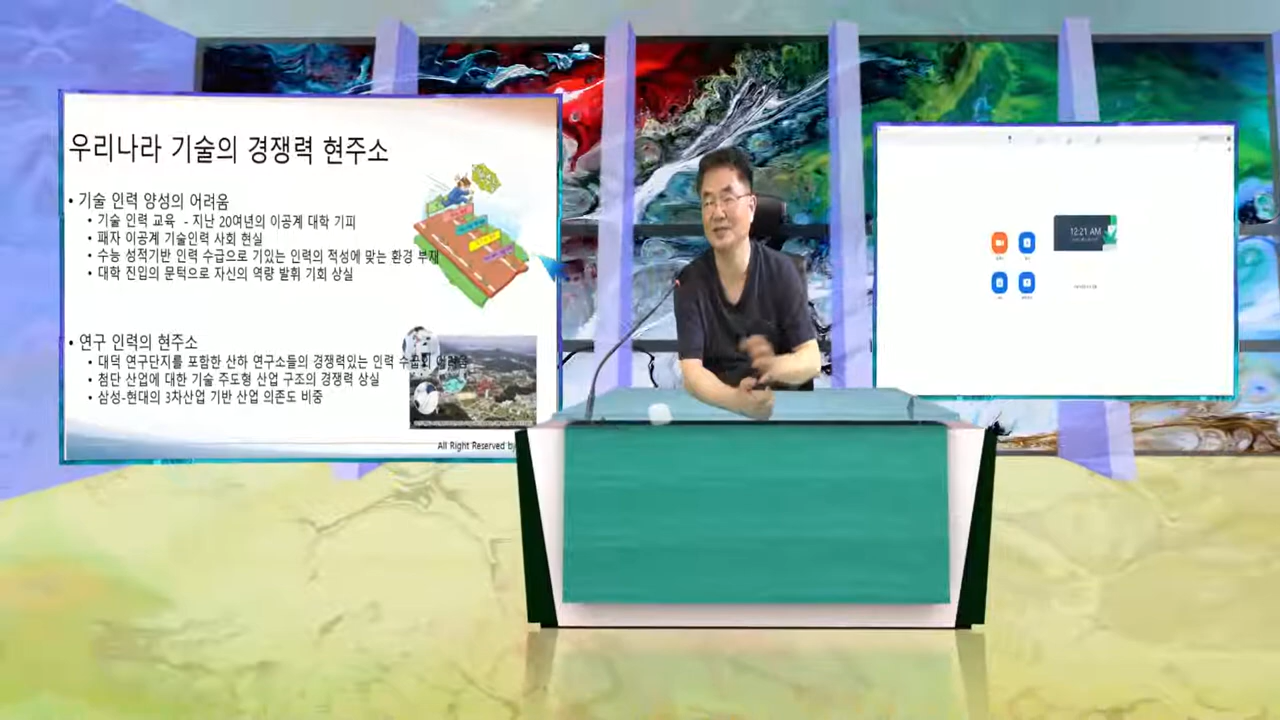 우리나라 기술의 경쟁력 현주소
• 기술 인력 양성의 어려움
• 기술 인력 교육 - 지난 20여년의 이공계 대학 기피
• 패자 이공계 기술인력 사회 현실
• 수능 성적기반 인력 수급으로 기있는 인력의 적성에 맞는 환경 부재
• 대학 진입의 문턱으로 자신의 역량 발휘 기회 상실
• 연구 인력의 현주소
• 대덕 연구단지를 포함한 산하 연구소들의 경쟁력있는 인력 수급의 어려움
• 첨단 산업에 대한 기술 주도형 산업 구조의 경쟁력 상실
• 삼성-현대의 3차산업 기반 산업 의존도 비중
All Right Reserved by
12:21 AM